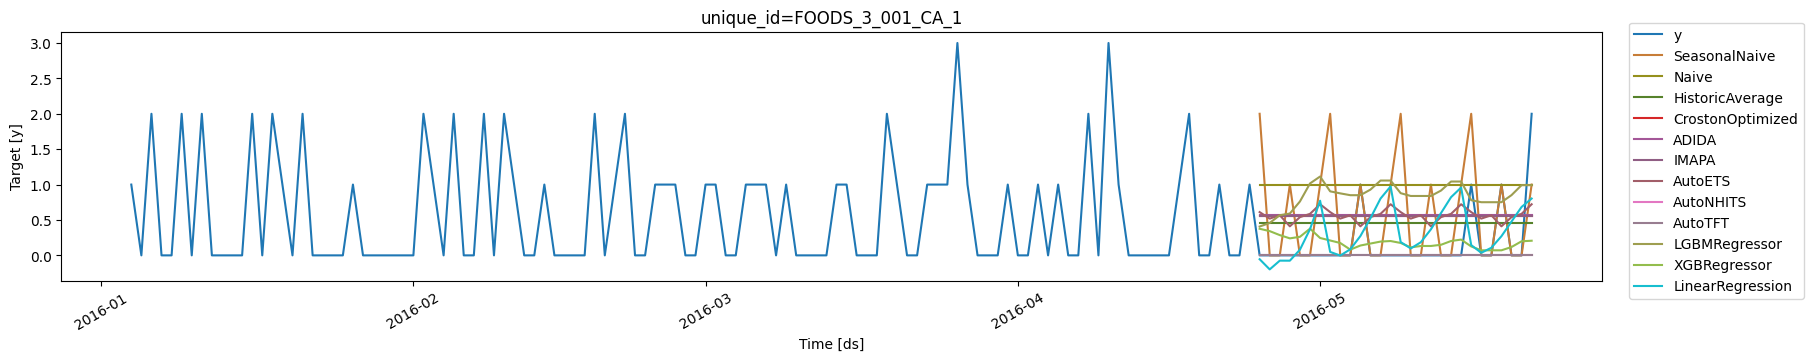 unique_id=FOODS_3_001_CA_1
Target [y]
3.0
2.5
2.0
1.5
1.0
0.5
0.0
2016-01
2016-02
2016-03
2016-04
2016-05
Time [ds]
y
SeasonalNaive
Naive
HistoricAverage
CrostonOptimized
ADIDA
IMAPA
AutoETS
AutoNHITS
AutoTFT
LGBMRegressor
XGBRegressor
LinearRegression